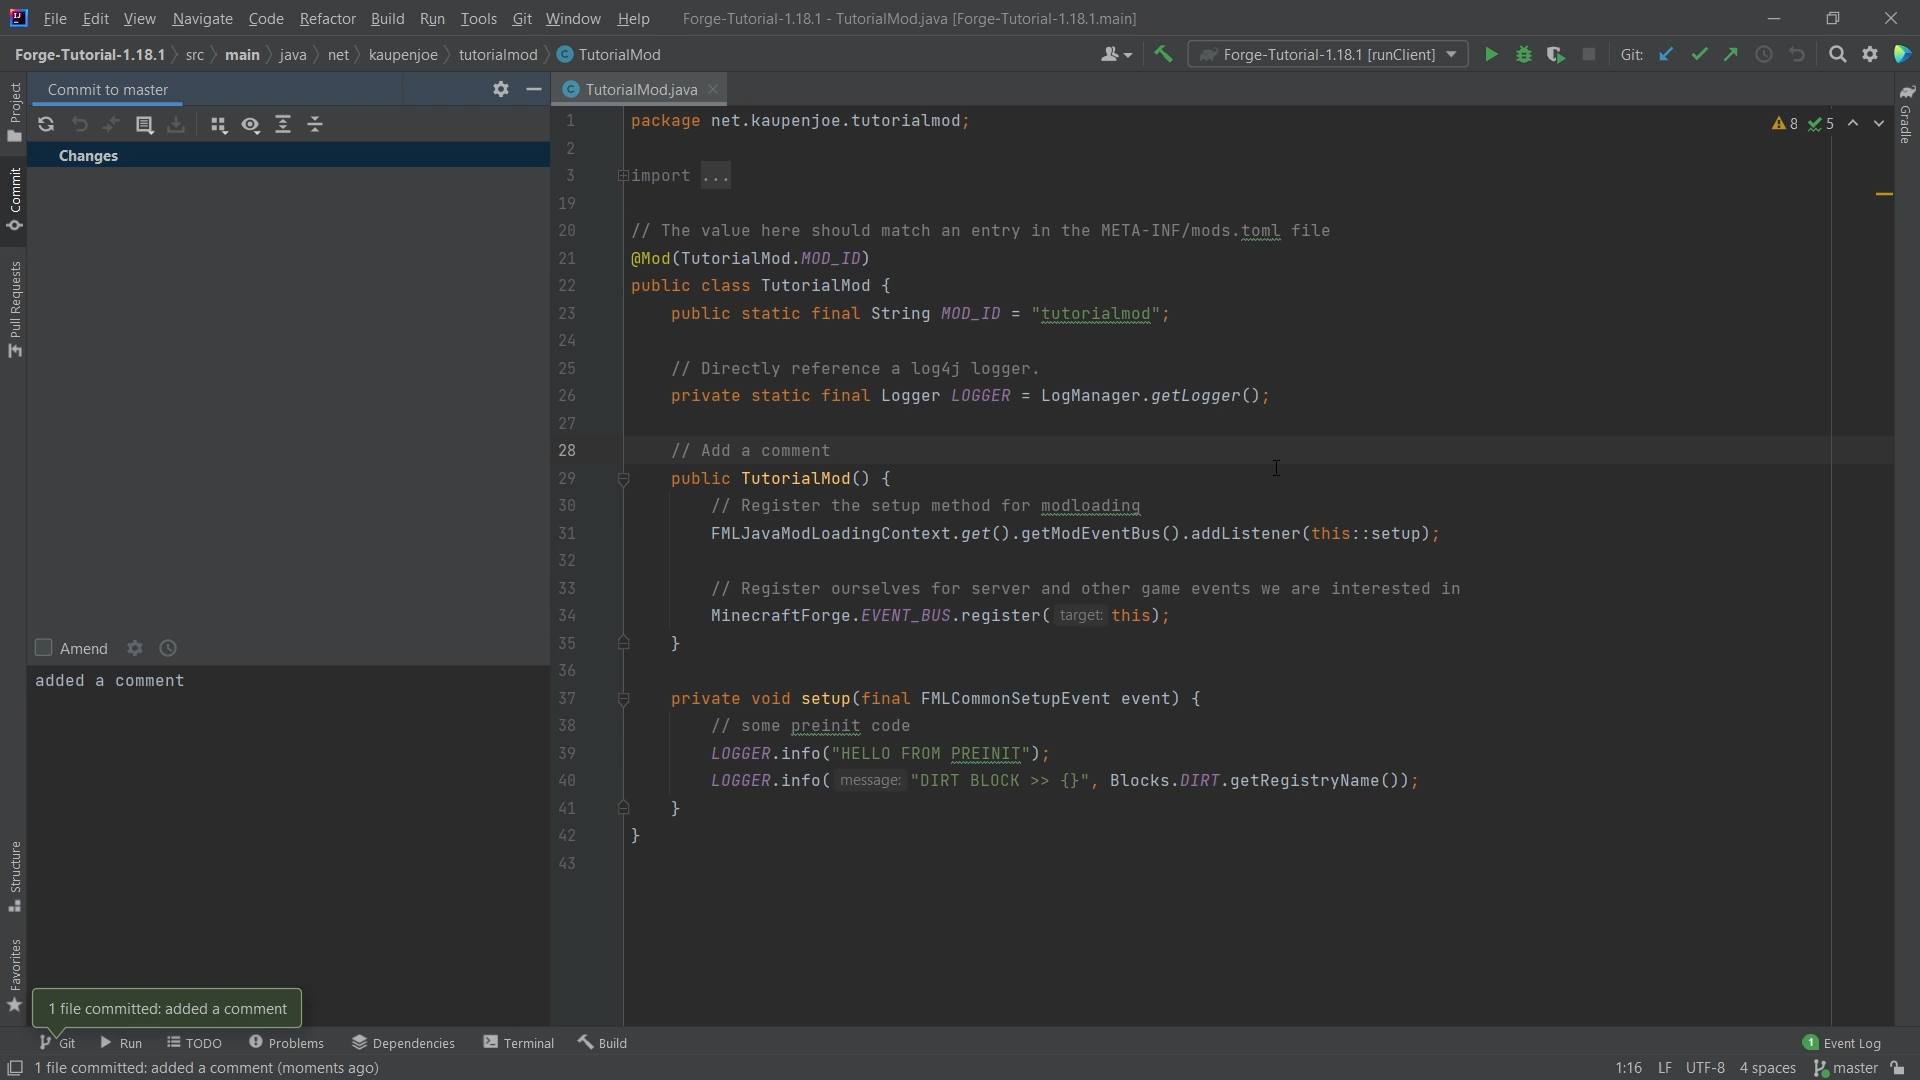 File Edit View Navigate Code Refactor Build Run Tools Git Window Help Forge-Tutorial-1.18.1 - TutorialMod.java [Forge-Tutorial-1.18.1.main]
Forge-Tutorial-1.18.1 src main java net kaupenjoe tutorialmod TutorialMod Forge-Tutorial-1.18.1 [runClient] Git:
Commit to master
TutorialMod.java
Changes
Project
Commit
Pull Requests
Structure
Favorites
Gradle
8 5
1 package net.kaupenjoe.tutorialmod;
2
3 import ...
19
20 // The value here should match an entry in the META-INF/mods.toml file
21 @Mod(TutorialMod.MOD_ID)
22 public class TutorialMod {
23 public static final String MOD_ID = "tutorialmod";
24
25 // Directly reference a log4j logger.
26 private static final Logger LOGGER = LogManager.getLogger();
27
28 // Add a comment
29 public TutorialMod() {
30 // Register the setup method for modloading
31 FMLJavaModLoadingContext.get().getModEventBus().addListener(this::setup);
32
33 // Register ourselves for server and other game events we are interested in
34 MinecraftForge.EVENT_BUS.register( target: this);
35 }
36
37 private void setup(final FMLCommonSetupEvent event) {
38 // some preinit code
39 LOGGER.info("HELLO FROM PREINIT");
40 LOGGER.info( message: "DIRT BLOCK >> {}", Blocks.DIRT.getRegistryName());
41 }
42 }
43
Amend
added a comment
1 file committed: added a comment
Git Run TODO Problems Dependencies Terminal Build 1 Event Log
1 file committed: added a comment (moments ago) 1:16 LF UTF-8 4 spaces master